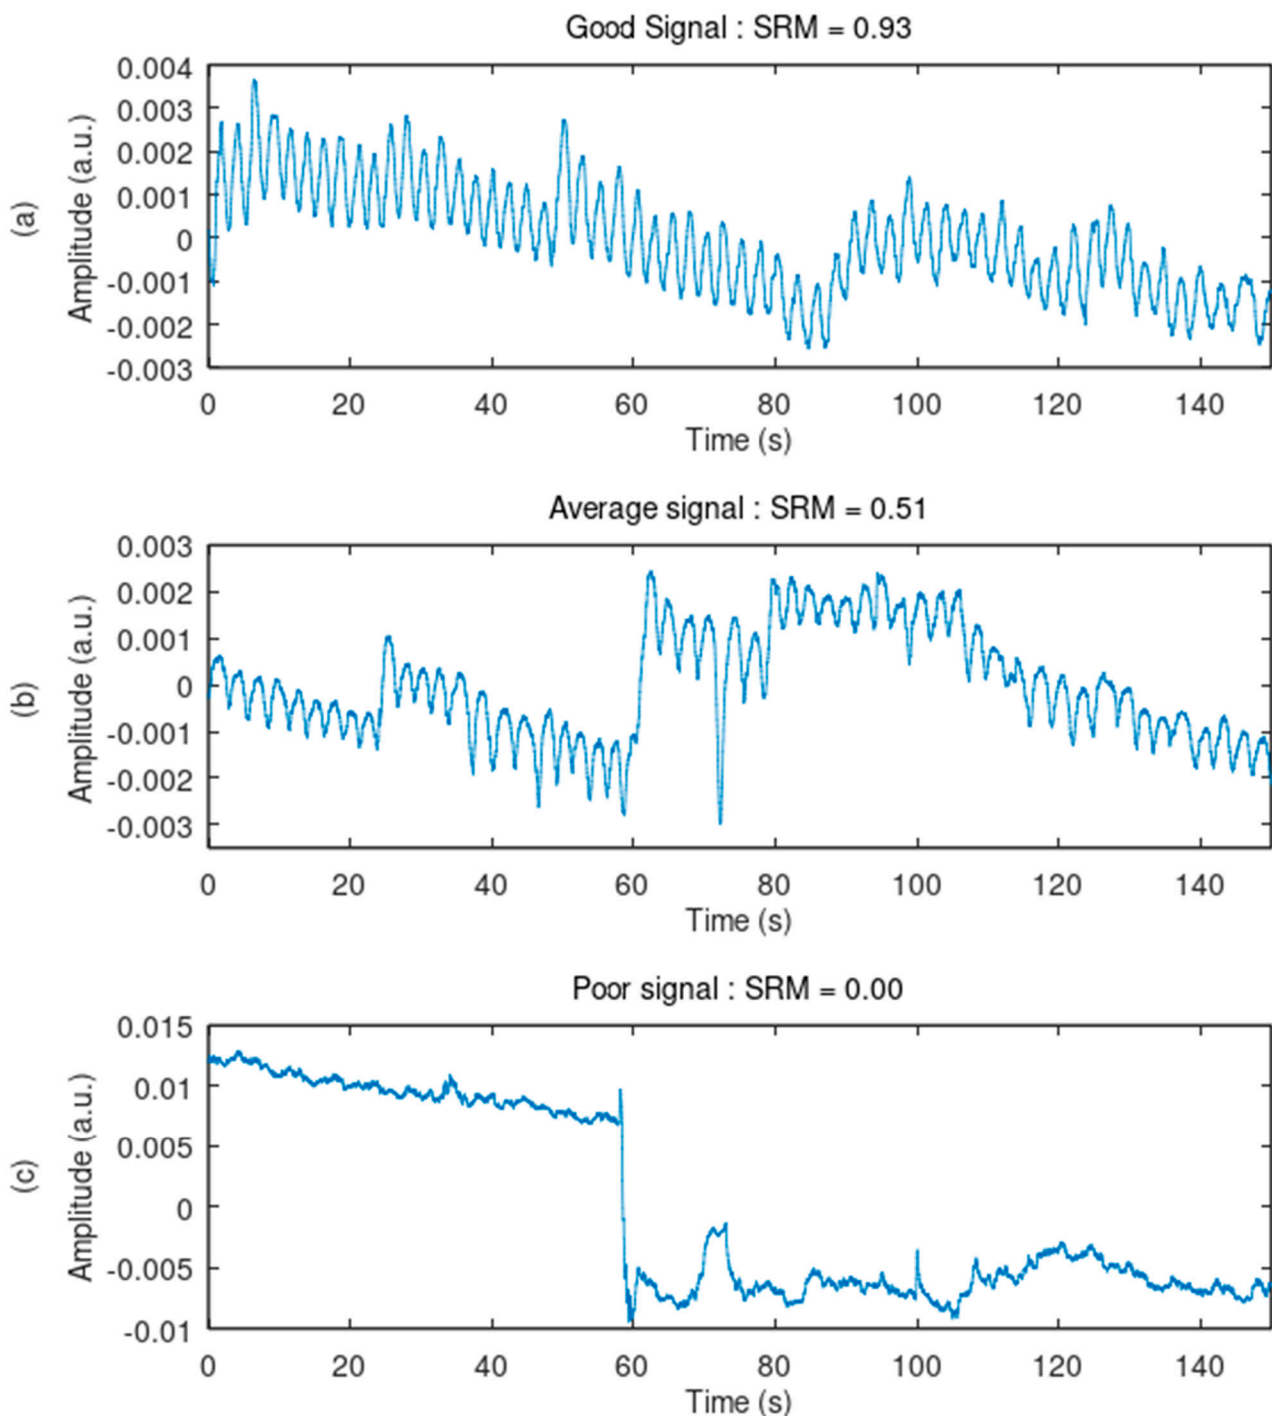 Good Signal : SRM = 0.93
(a)
Amplitude (a.u.)
0.004
0.003
0.002
0.001
0
-0.001
-0.002
-0.003
0 20 40 60 80 100 120 140
Time (s)
Average signal : SRM = 0.51
(b)
Amplitude (a.u.)
0.003
0.002
0.001
0
-0.001
-0.002
-0.003
0 20 40 60 80 100 120 140
Time (s)
Poor signal : SRM = 0.00
(c)
Amplitude (a.u.)
0.015
0.01
0.005
0
-0.005
-0.01
0 20 40 60 80 100 120 140
Time (s)